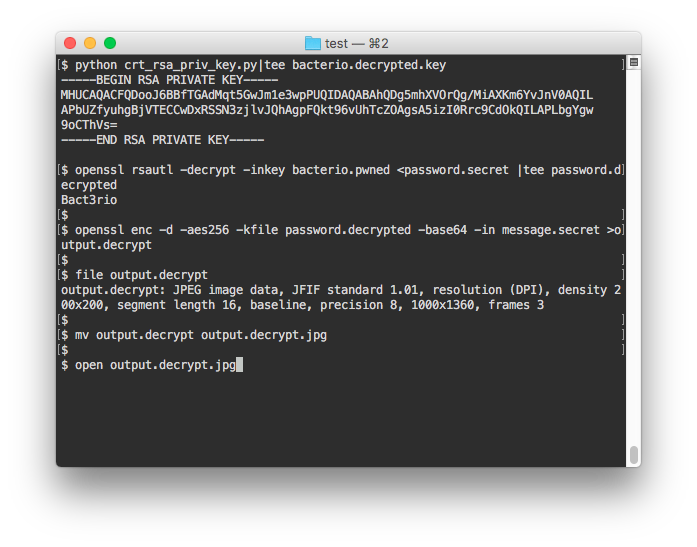 test — ⌘2
[$ python crt_rsa_priv_key.py|tee bacterio.decrypted.key ]
-----BEGIN RSA PRIVATE KEY-----
MHUCAQACFQDooJ6BBfTGAdMqt5GwJm1e3wpPUQIDAQABAhQDg5mhXVOrQg/MiAXKm6YvJnV0AQIL
APbUZfyuhgBjVTECCwDxRSSN3zjlvJQhAgpFQkt96vUhTcZOAgsA5izI0Rrc9CdOkQILAPLbgYgw
9oCThVs=
-----END RSA PRIVATE KEY-----
[$ openssl rsautl -decrypt -inkey bacterio.pwned <password.secret |tee password.d]
ecrypted
Bact3rio
[$ ]
[$ openssl enc -d -aes256 -kfile password.decrypted -base64 -in message.secret >o]
utput.decrypt
[$ ]
[$ file output.decrypt ]
output.decrypt: JPEG image data, JFIF standard 1.01, resolution (DPI), density 2
00x200, segment length 16, baseline, precision 8, 1000x1360, frames 3
[$ ]
[$ mv output.decrypt output.decrypt.jpg ]
[$ ]
$ open output.decrypt.jpg